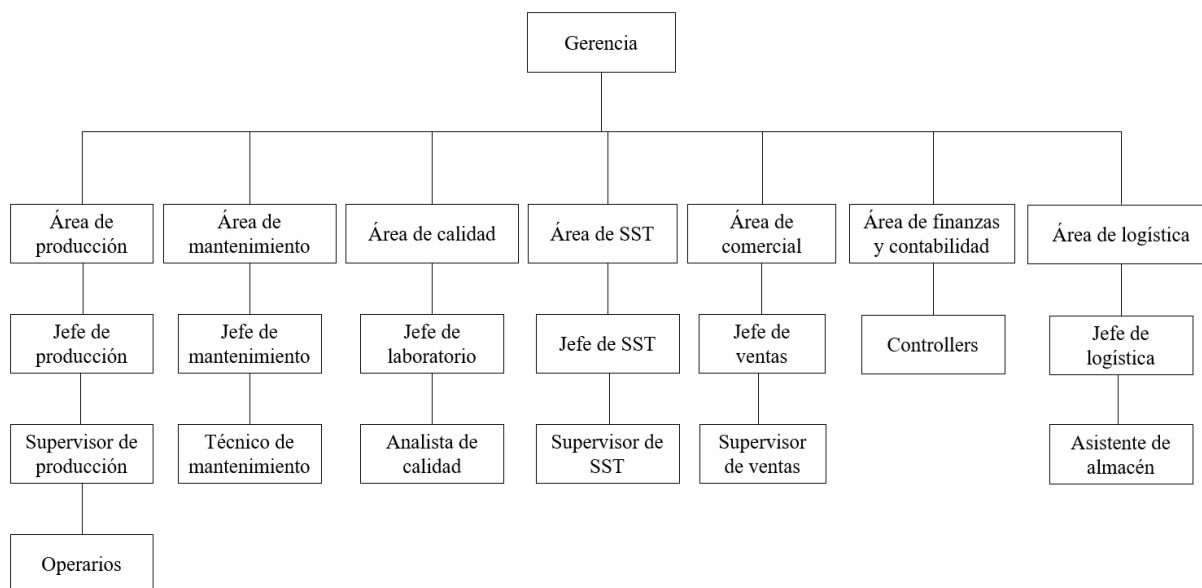 Gerencia
Área de
producción
Área de
mantenimiento
Área de calidad
Área de SST
Área de
comercial
Área de finanzas
y contabilidad
Área de logística
Jefe de
producción
Jefe de
mantenimiento
Jefe de
laboratorio
Jefe de SST
Jefe de
ventas
Controllers
Jefe de
logística
Supervisor de
producción
Técnico de
mantenimiento
Analista de
calidad
Supervisor de
SST
Supervisor
de ventas
Asistente de
almacén
Operarios